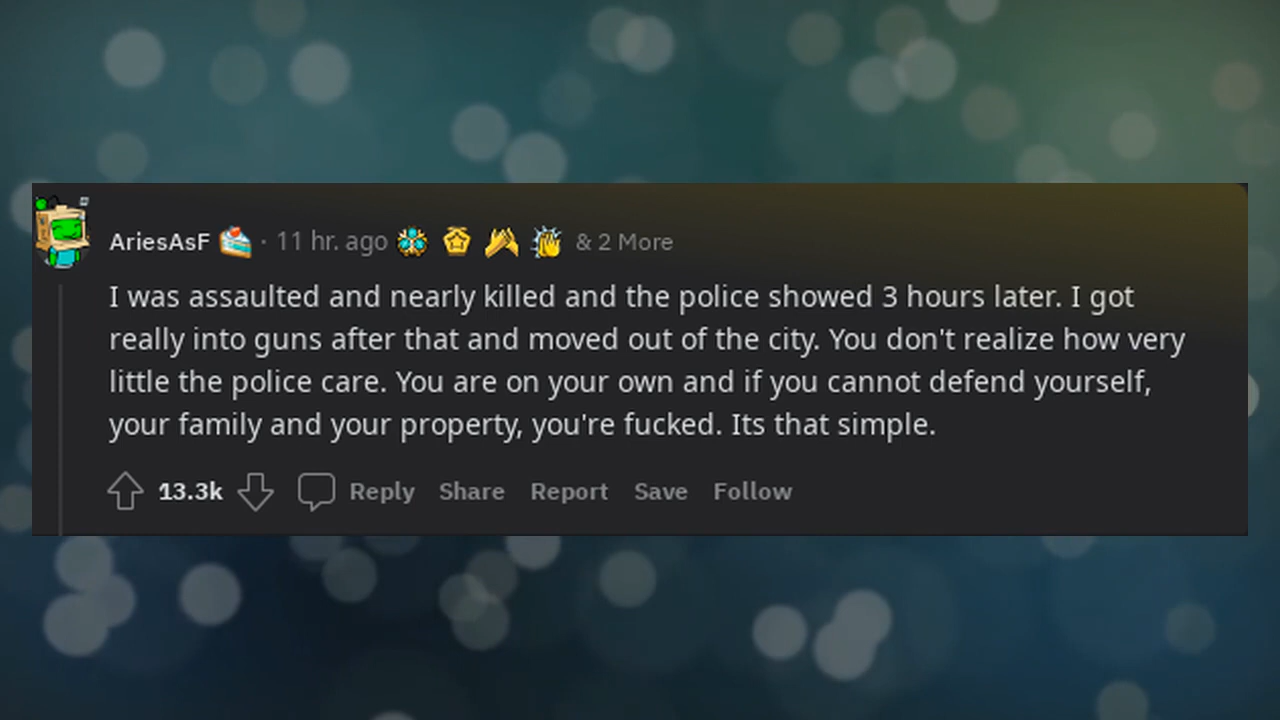 AriesAsF · 11 hr. ago & 2 More
I was assaulted and nearly killed and the police showed 3 hours later. I got
really into guns after that and moved out of the city. You don't realize how very
little the police care. You are on your own and if you cannot defend yourself,
your family and your property, you're fucked. Its that simple.
13.3k Reply Share Report Save Follow